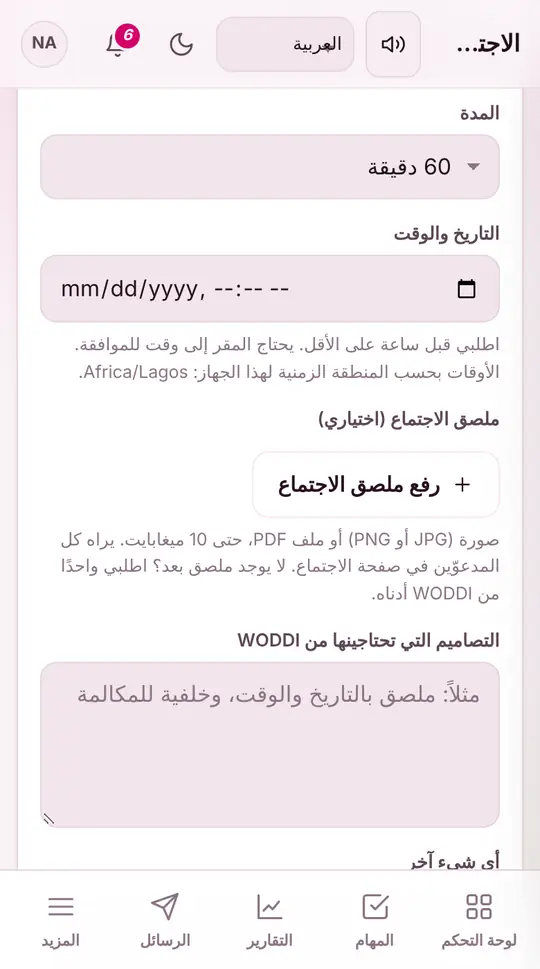 الاجتـ...
العربية
6
NA
المدة
60 دقيقة
التاريخ والوقت
mm/dd/yyyy, --:-- --
اطلبي قبل ساعة على الأقل. يحتاج المقر إلى وقت للموافقة.
الأوقات بحسب المنطقة الزمنية لهذا الجهاز: Africa/Lagos.
ملصق الاجتماع (اختياري)
+ رفع ملصق الاجتماع
صورة (JPG أو PNG) أو ملف PDF، حتى 10 ميغابايت. يراه كل
المدعوّين في صفحة الاجتماع. لا يوجد ملصق بعد؟ اطلبي واحدًا
من WODDI أدناه.
التصاميم التي تحتاجينها من WODDI
مثلاً: ملصق بالتاريخ والوقت، وخلفية للمكالمة
أي شيء آخر
لوحة التحكم
المهام
التقارير
الرسائل
المزيد